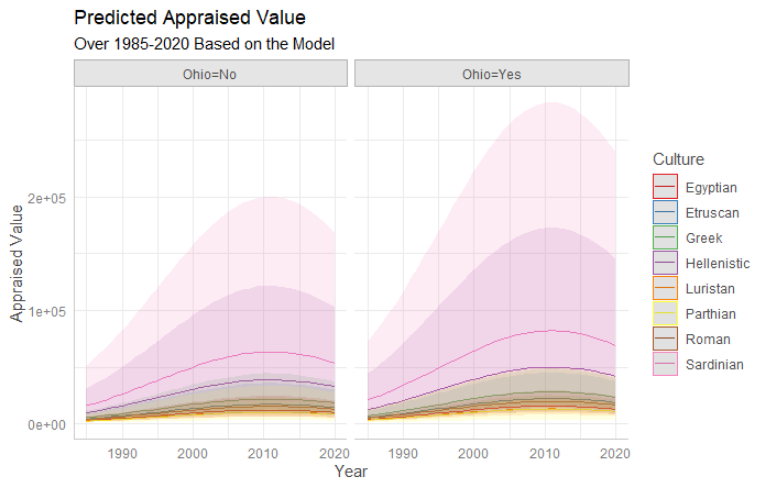 Predicted Appraised Value
Over 1985-2020 Based on the Model
Ohio=No
Ohio=Yes
Appraised Value
2e+05
1e+05
0e+00
1990 2000 2010 2020
1990 2000 2010 2020
Year
Culture
Egyptian
Etruscan
Greek
Hellenistic
Luristan
Parthian
Roman
Sardinian